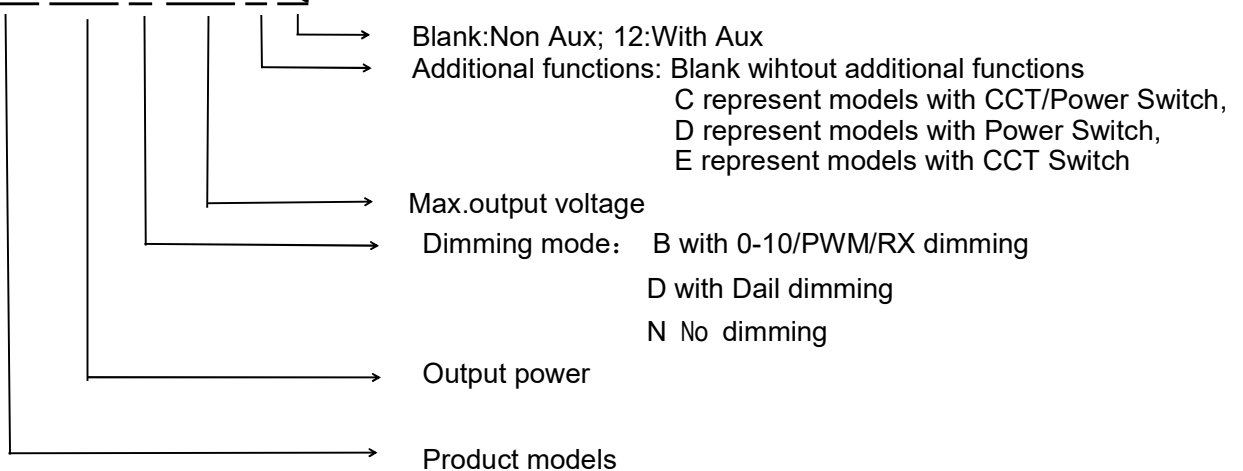 Blank:Non Aux; 12:With Aux
Additional functions: Blank wihtout additional functions
C represent models with CCT/Power Switch,
D represent models with Power Switch,
E represent models with CCT Switch
Max.output voltage
Dimming mode： B with 0-10/PWM/RX dimming
D with Dail dimming
N No dimming
Output power
Product models